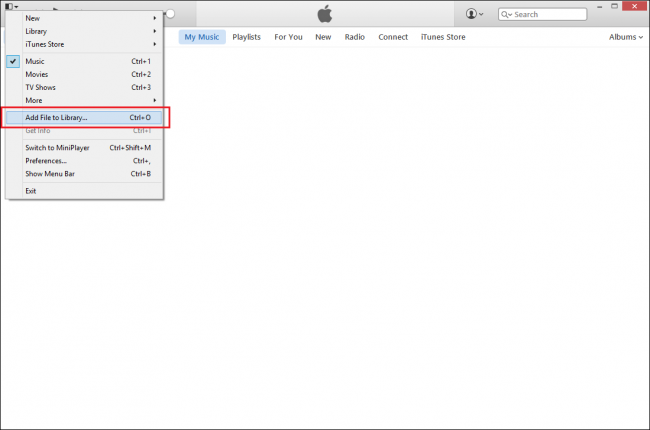 Search
My Music Playlists For You New Radio Connect iTunes Store Albums
New
Library
iTunes Store
Music Ctrl+1
Movies Ctrl+2
TV Shows Ctrl+3
More
Add File to Library... Ctrl+O
Get Info Ctrl+I
Switch to MiniPlayer Ctrl+Shift+M
Preferences... Ctrl+,
Show Menu Bar Ctrl+B
Exit